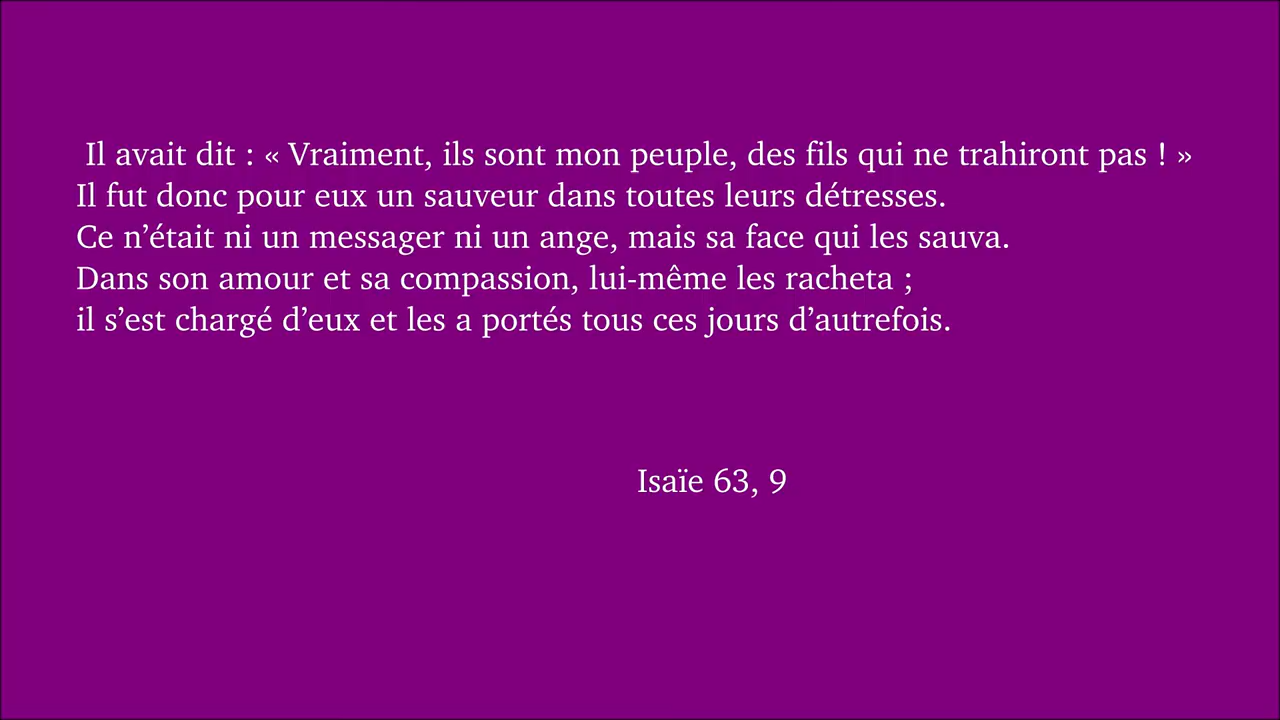 Il avait dit : « Vraiment, ils sont mon peuple, des fils qui ne trahiront pas ! »
Il fut donc pour eux un sauveur dans toutes leurs détresses.
Ce n’était ni un messager ni un ange, mais sa face qui les sauva.
Dans son amour et sa compassion, lui-même les racheta ;
il s’est chargé d’eux et les a portés tous ces jours d’autrefois.
Isaïe 63, 9